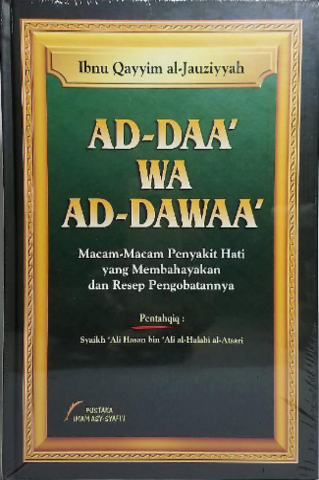 Ibnu Qayyim al-Jauziyyah
AD-DAA'
WA
AD-DAWAA'
Macam-Macam Penyakit Hati
yang Membahayakan
dan Resep Pengobatannya
Pentahqiq :
Syaikh 'Ali Hasan bin 'Ali al-Halabi al-Atsari
PUSTAKA
IMAM ASY-SYAFI'I